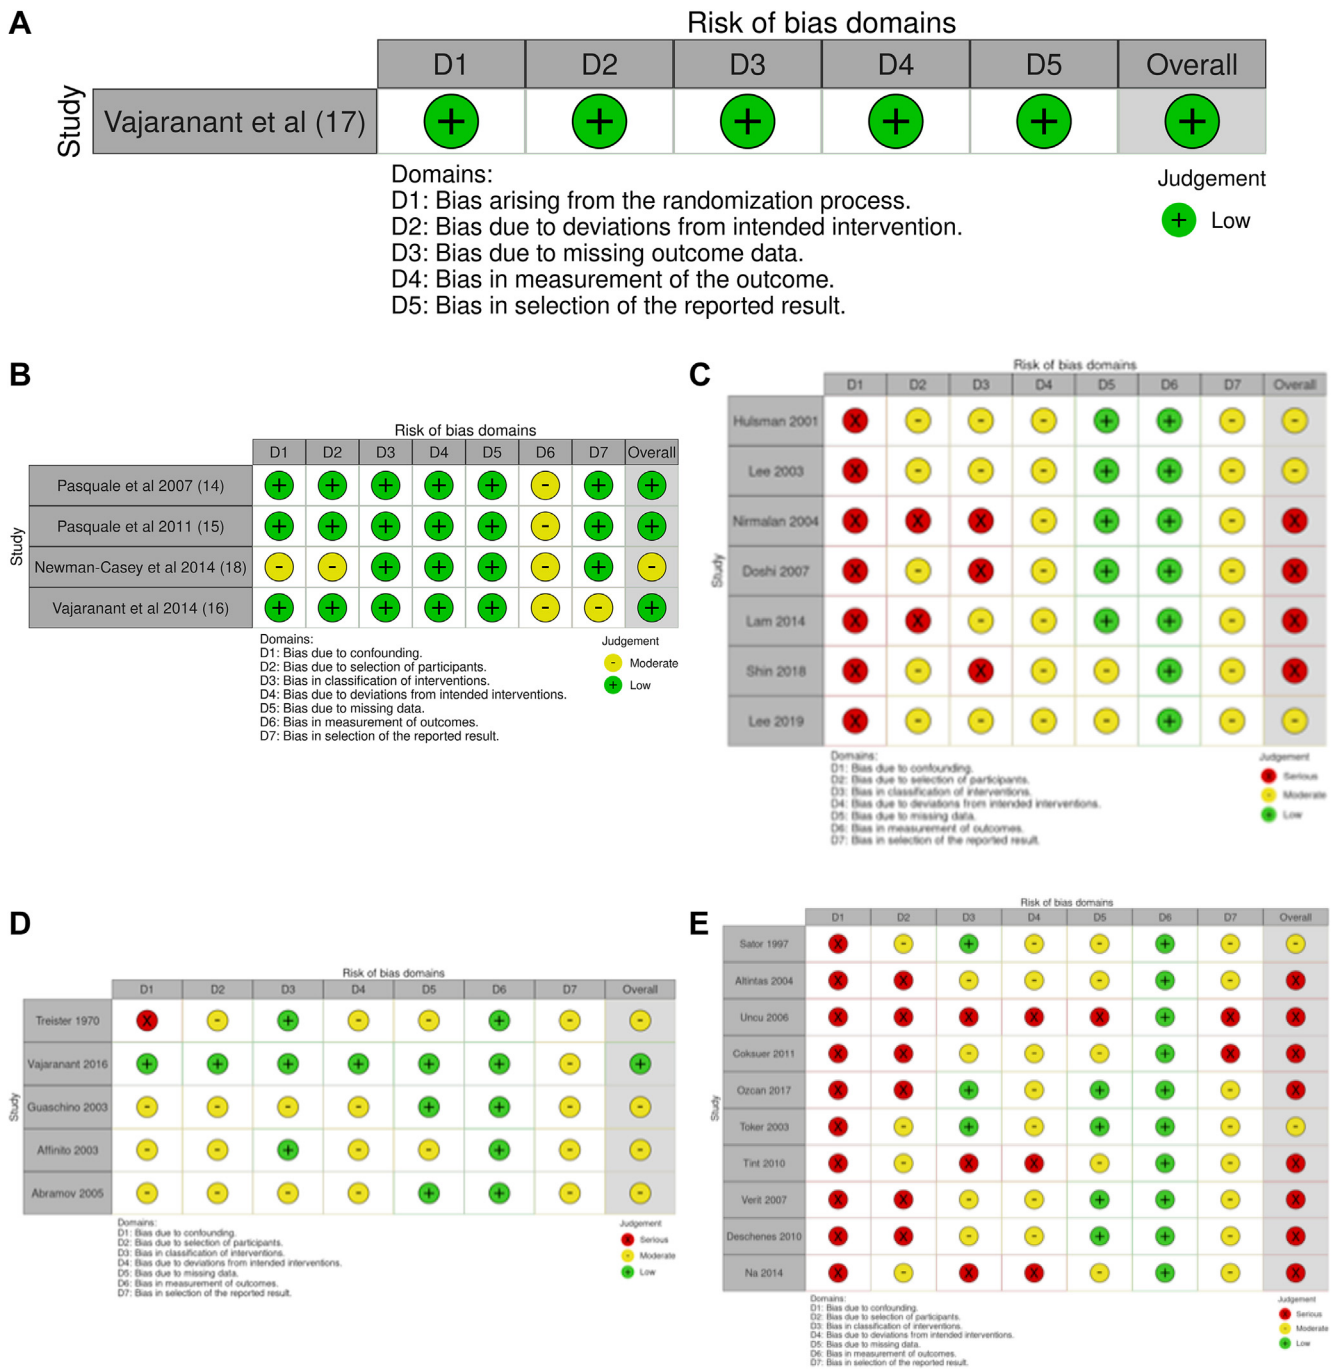 A
Risk of bias domains
D1 D2 D3 D4 D5 Overall
Study
Vajaranant et al (17) + + + + + +
Domains:
D1: Bias arising from the randomization process.
D2: Bias due to deviations from intended intervention.
D3: Bias due to missing outcome data.
D4: Bias in measurement of the outcome.
D5: Bias in selection of the reported result.
Judgement
+ Low
B
Risk of bias domains
D1 D2 D3 D4 D5 D6 D7 Overall
Study
Pasquale et al 2007 (14) + + + + + - + +
Pasquale et al 2011 (15) + + + + + - + +
Newman-Casey et al 2014 (18) - - + + + - + -
Vajaranant et al 2014 (16) + + + + + - - +
Domains:
D1: Bias due to confounding.
D2: Bias due to selection of participants.
D3: Bias in classification of interventions.
D4: Bias due to deviations from intended interventions.
D5: Bias due to missing data.
D6: Bias in measurement of outcomes.
D7: Bias in selection of the reported result.
Judgement
- Moderate
+ Low
C
Risk of bias domains
D1 D2 D3 D4 D5 D6 D7 Overall
Study
Hulsman 2001 X - - - + + - -
Lee 2003 X - - - + + - -
Nirmalan 2004 X X X - + + - X
Doshi 2007 X - X - + + - X
Lam 2014 X X - - + + - X
Shin 2018 X - X - - + - X
Lee 2019 X - - - - + - -
Domains:
D1: Bias due to confounding.
D2: Bias due to selection of participants.
D3: Bias in classification of interventions.
D4: Bias due to deviations from intended interventions.
D5: Bias due to missing data.
D6: Bias in measurement of outcomes.
D7: Bias in selection of the reported result.
Judgement
X Serious
- Moderate
+ Low
D
Risk of bias domains
D1 D2 D3 D4 D5 D6 D7 Overall
Study
Treister 1970 X - + - - + - -
Vajaranant 2016 + + + + + + - +
Guaschino 2003 - - - - + + - -
Affinito 2003 - - + - - + - -
Abramov 2005 - - - - + + - -
Domains:
D1: Bias due to confounding.
D2: Bias due to selection of participants.
D3: Bias in classification of interventions.
D4: Bias due to deviations from intended interventions.
D5: Bias due to missing data.
D6: Bias in measurement of outcomes.
D7: Bias in selection of the reported result.
Judgement
X Serious
- Moderate
+ Low
E
Risk of bias domains
D1 D2 D3 D4 D5 D6 D7 Overall
Study
Sator 1997 X - + - X + - -
Altintas 2004 X X - - - + - X
Uncu 2006 X X X X X + X X
Coksuer 2011 X X - - - + X X
Ozcan 2017 X X + - + + - X
Toker 2003 X - + - + + - -
Tint 2010 X - X X - + - X
Verit 2007 X X - - + + - X
Deschenes 2010 X X - - + + - X
Na 2014 X - X X - + - X
Domains:
D1: Bias due to confounding.
D2: Bias due to selection of participants.
D3: Bias in classification of interventions.
D4: Bias due to deviations from intended interventions.
D5: Bias due to missing data.
D6: Bias in measurement of outcomes.
D7: Bias in selection of the reported result.
Judgement
X Serious
- Moderate
+ Low